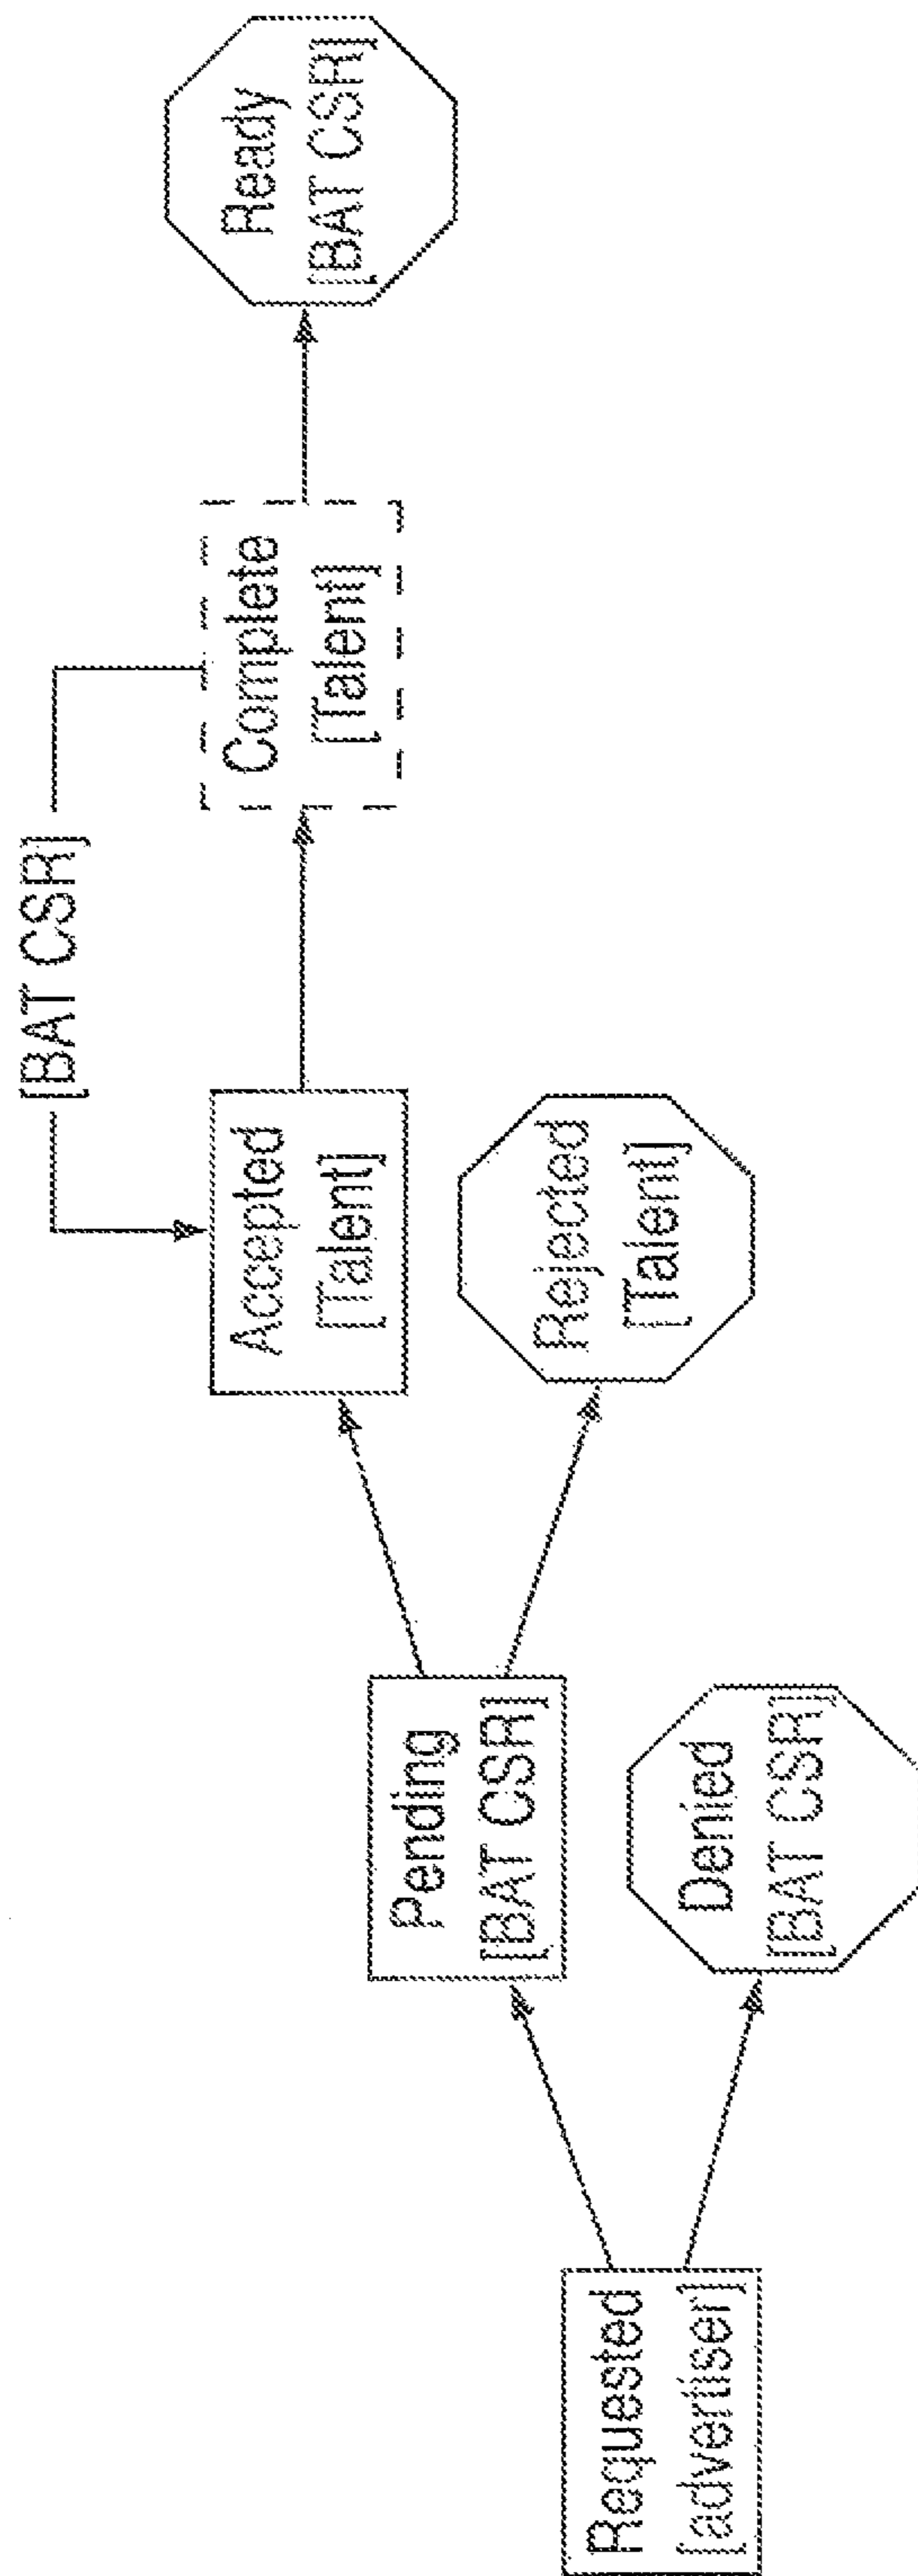 Requested
[advertiser]
Pending
[BAT CSR]
Denied
[BAT CSR]
Accepted
[Talent]
Rejected
[Talent]
[BAT CSR]
Complete
[Talent]
Ready
[BAT CSR]